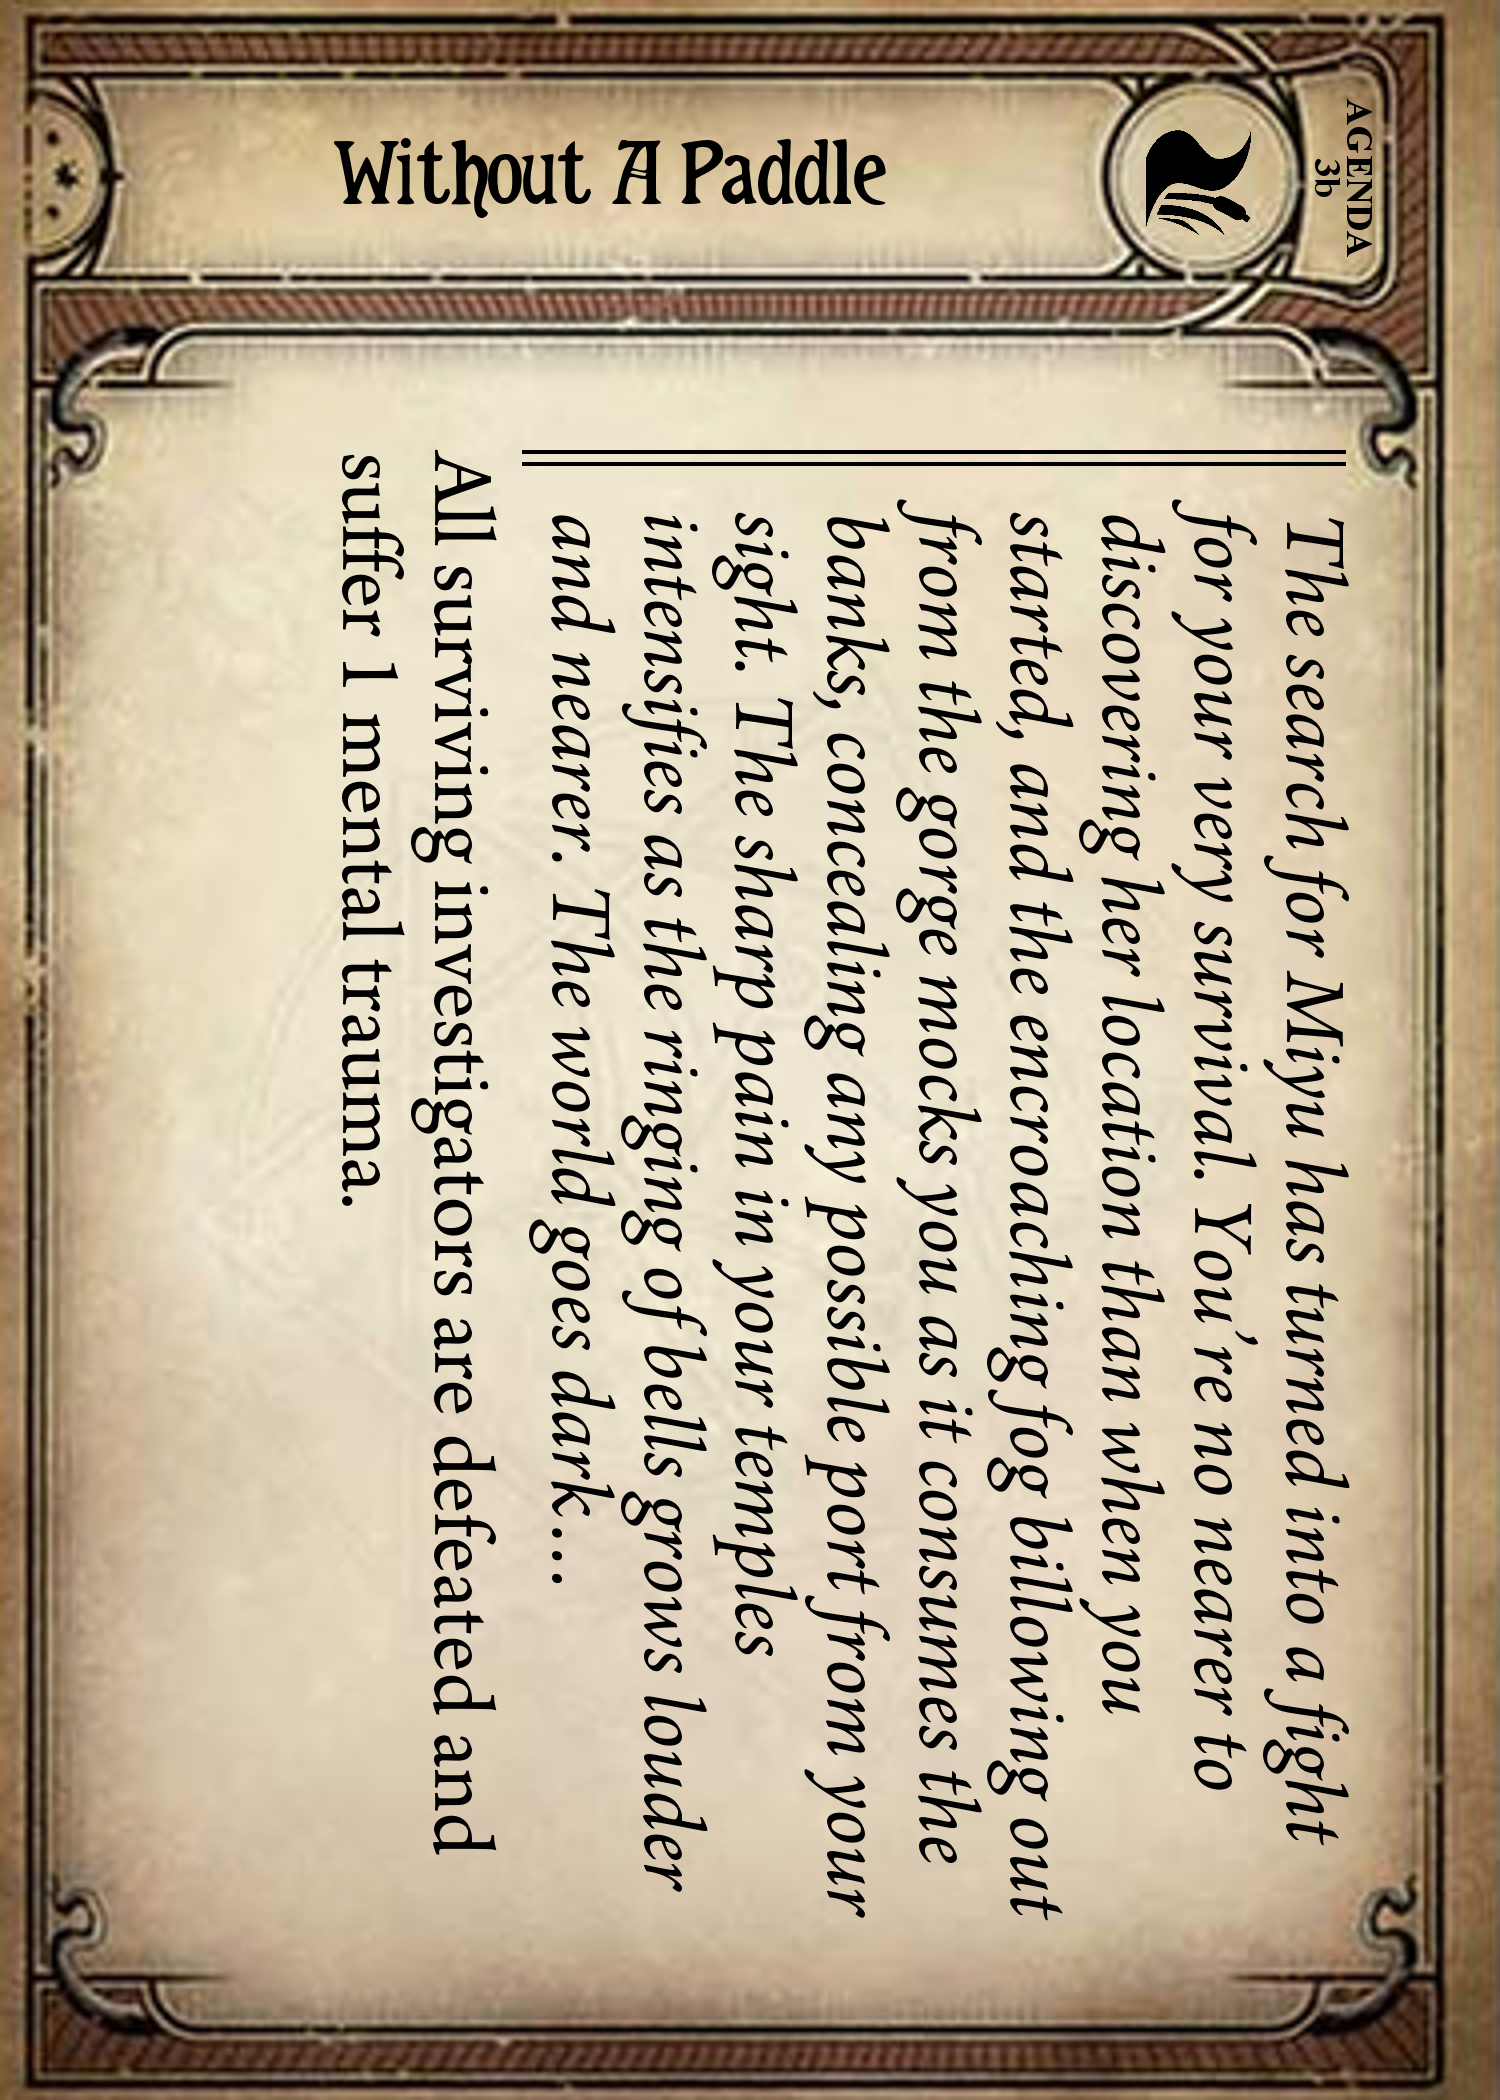 AGENDA
3b
Without A Paddle
The search for Miyu has turned into a fight
for your very survival. You're no nearer to
discovering her location than when you
started, and the encroaching fog billowing out
from the gorge mocks you as it consumes the
banks, concealing any possible port from your
sight. The sharp pain in your temples
intensifies as the ringing of bells grows louder
and nearer. The world goes dark...
All surviving investigators are defeated and
suffer 1 mental trauma.